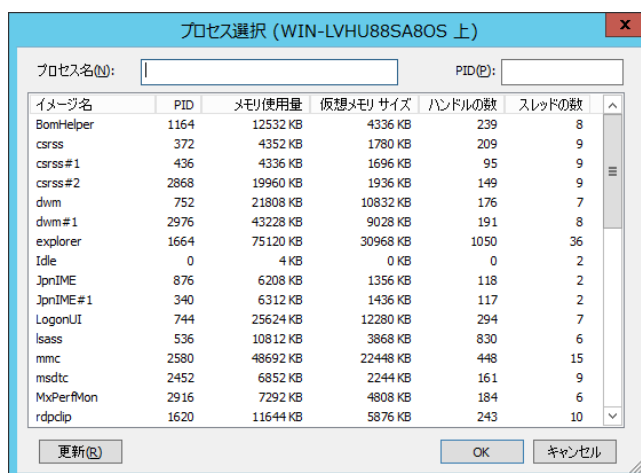 プロセス選択 (WIN-LVHU88SA8OS 上)
x
プロセス名(N): PID(P):
イメージ名 PID メモリ使用量 仮想メモリ サイズ ハンドルの数 スレッドの数
BomHelper 1164 12532 KB 4336 KB 239 8
csrss 372 4352 KB 1780 KB 209 9
csrss#1 436 4336 KB 1696 KB 95 9
csrss#2 2868 19960 KB 1936 KB 149 9
dwm 752 21808 KB 10832 KB 176 7
dwm#1 2976 43228 KB 9028 KB 191 8
explorer 1664 75120 KB 30968 KB 1050 36
Idle 0 4 KB 0 KB 0 2
JpnIME 876 6208 KB 1356 KB 118 2
JpnIME#1 340 6312 KB 1436 KB 117 2
LogonUI 744 25624 KB 12280 KB 294 7
lsass 536 10812 KB 3868 KB 830 6
mmc 2580 48692 KB 22448 KB 448 15
msdtc 2452 6852 KB 2244 KB 161 9
MxPerfMon 2916 7292 KB 4808 KB 184 6
rdpclip 1620 11644 KB 5876 KB 243 10
更新(R) OK キャンセル